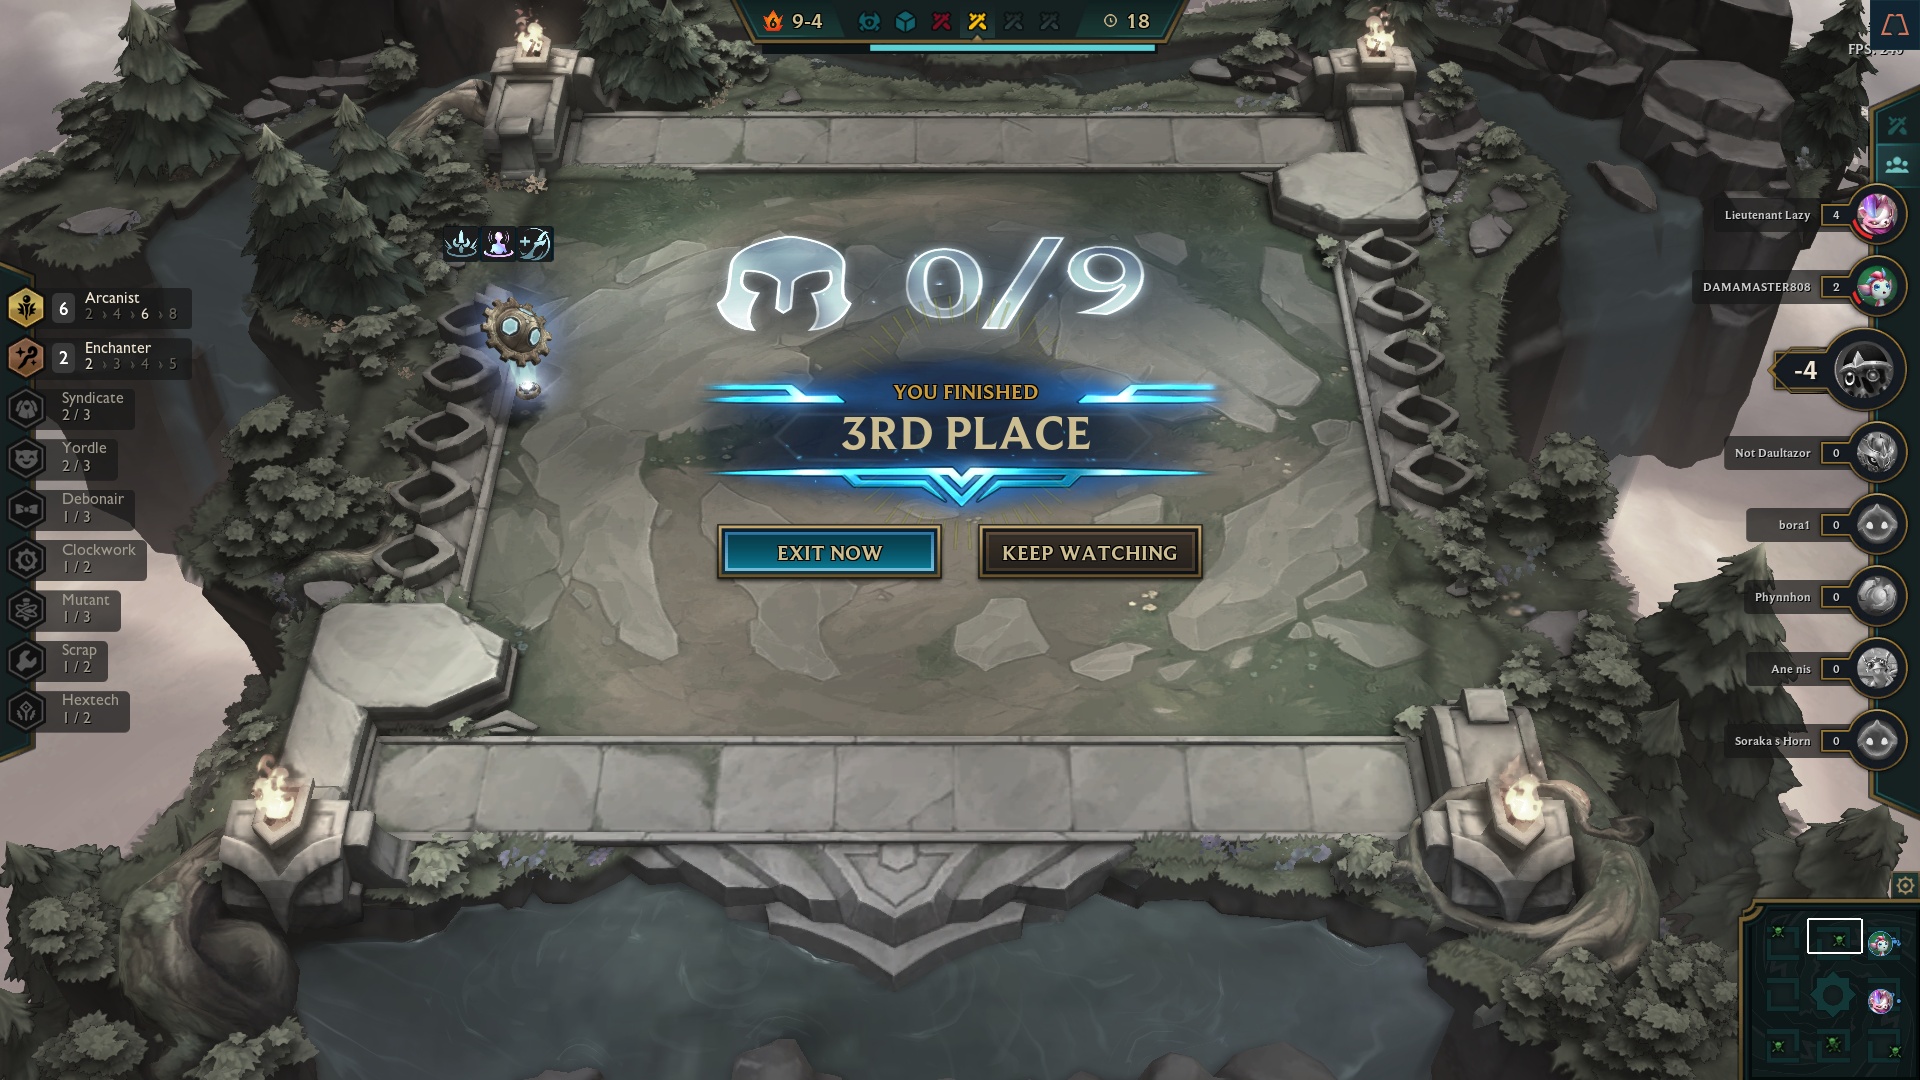 9-4
18
FPS:
6 Arcanist
2 › 4 › 6 › 8
2 Enchanter
2 › 3 › 4 › 5
Syndicate
2 / 3
Yordle
2 / 3
Debonair
1 / 3
Clockwork
1 / 2
Mutant
1 / 3
Scrap
1 / 2
Hextech
1 / 2
0/9
YOU FINISHED
3RD PLACE
EXIT NOW
KEEP WATCHING
Lieutenant Lazy 4
DAMAMASTER808 2
-4
Not Daultazor 0
bora1 0
Phynnhon 0
Ane nis 0
Soraka s Horn 0